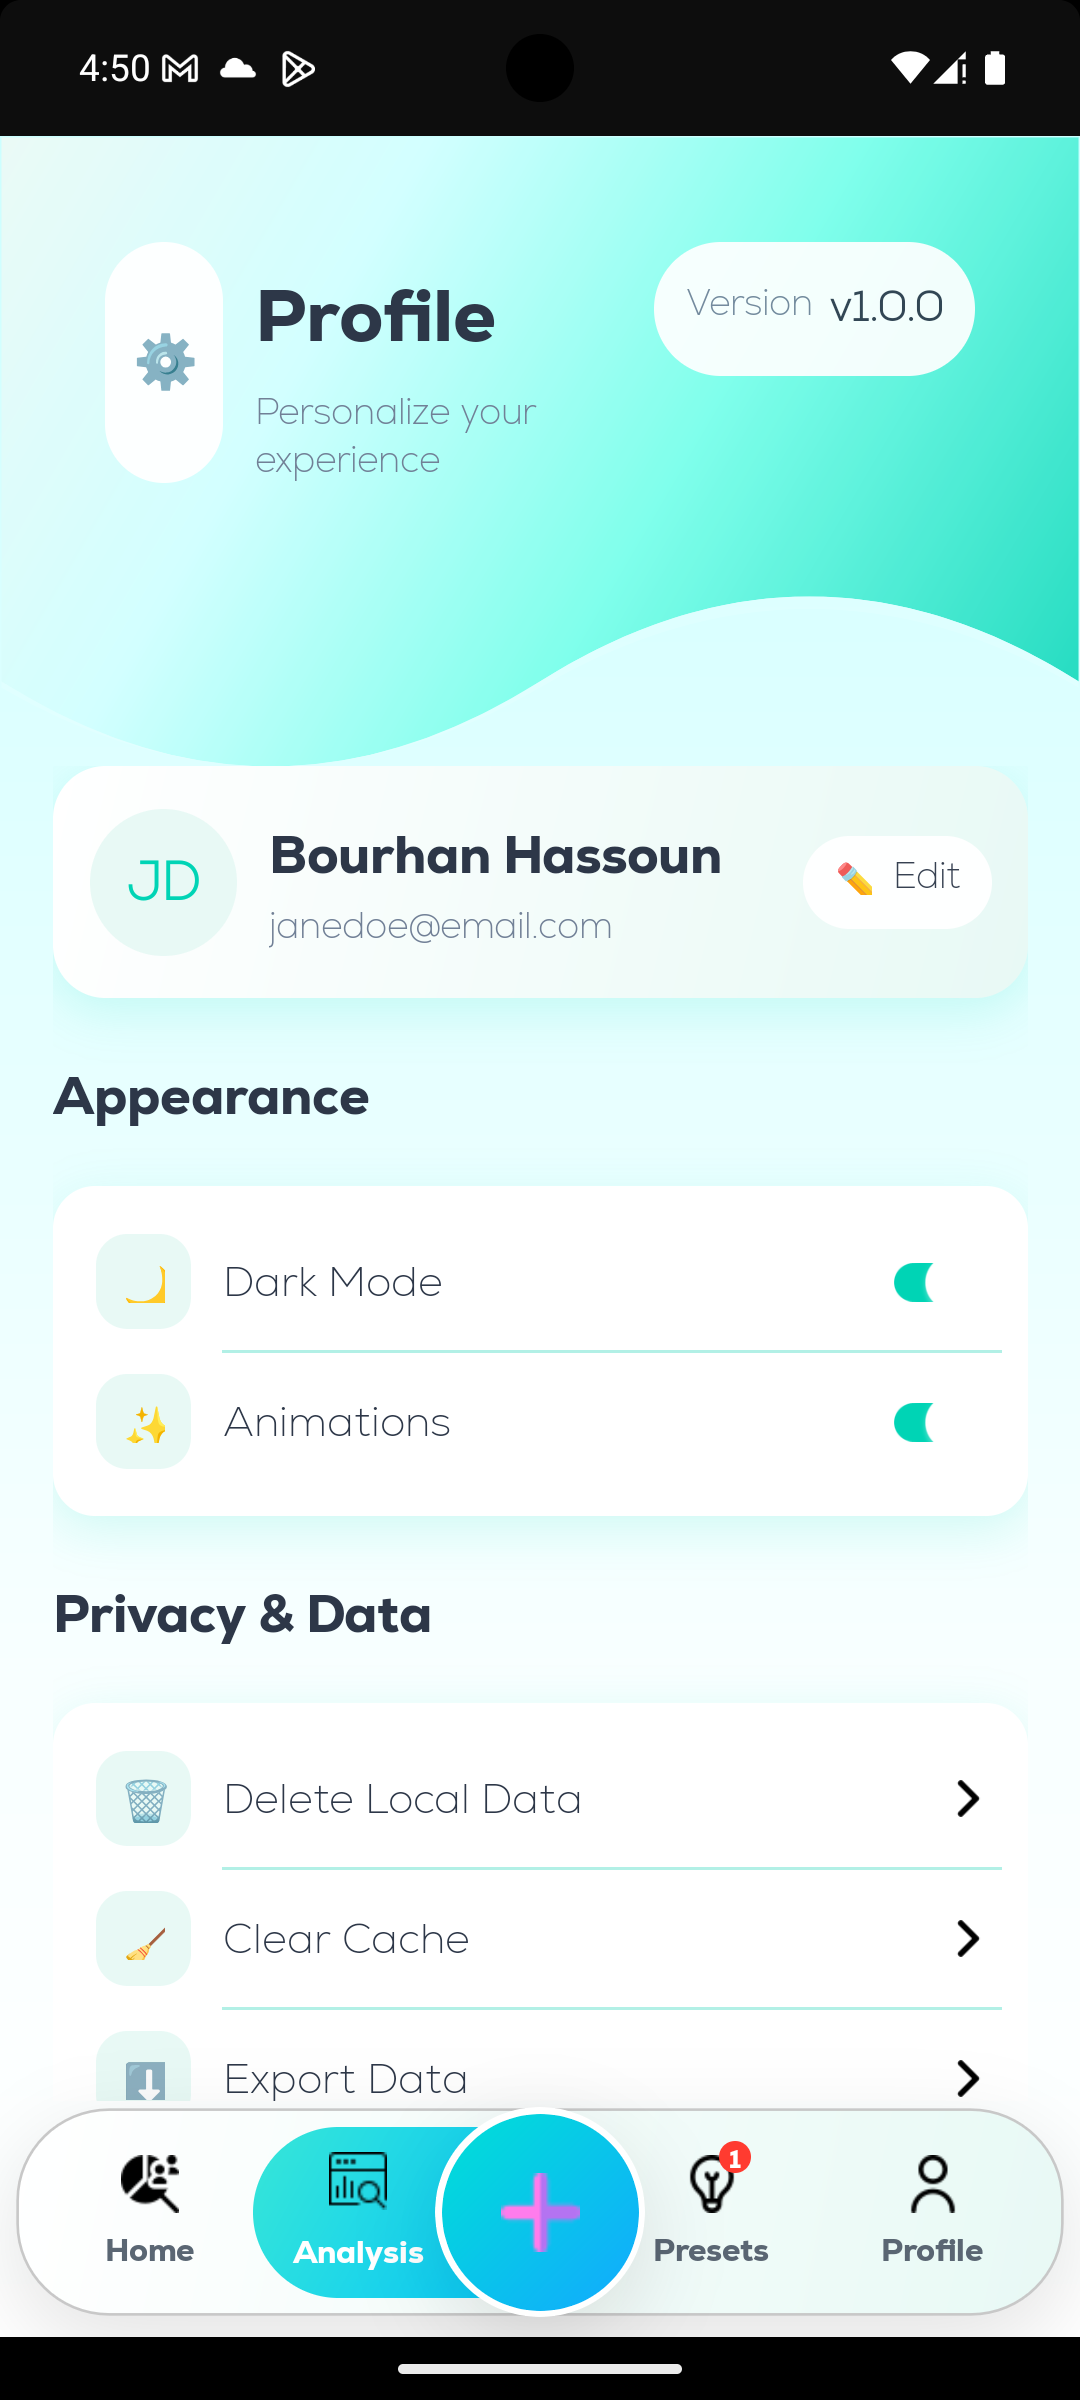 4:50
Profile
Version v1.0.0
Personalize your
experience
JD
Bourhan Hassoun
janedoe@email.com
Edit
Appearance
Dark Mode
Animations
Privacy & Data
Delete Local Data
Clear Cache
Export Data
1
Home
Analysis
Presets
Profile